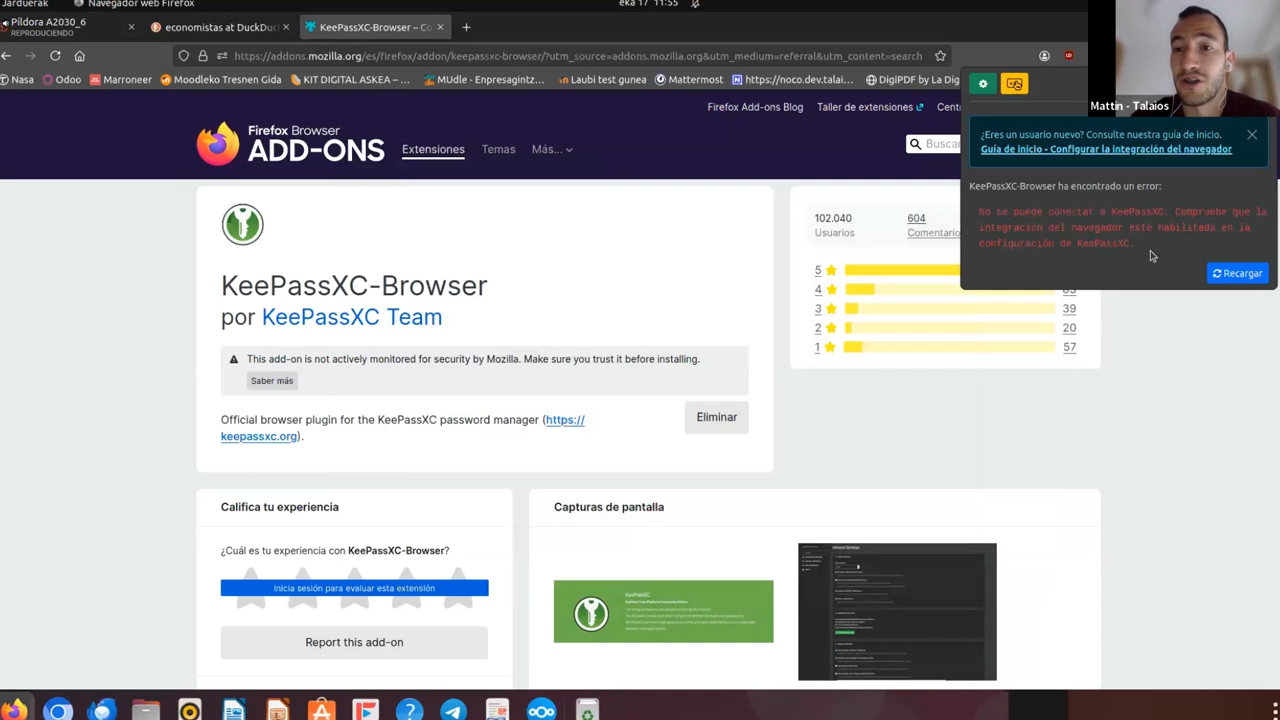 Jarduerak
Navegador web Firefox
eka 17 11:55
Píldora A2030_6
REPRODUCIENDO
economistas at DuckDuc
KeePassXC-Browser – Co
https://addons.mozilla.org/es/firefox/addon/keepassxc-browser/?utm_source=addons.mozilla.org&utm_medium=referral&utm_content=search
Nasa
Odoo
Marroneer
Moodleko Tresnen Gida
KIT DIGITAL ASKEA –…
MUdle - Enpresagintz…
Laubi test gunea
Mattermost
https://noco.dev.talai…
DigiPDF by La Dig
Mattin - Talaios
Firefox Add-ons Blog
Taller de extensiones
Cent
Firefox Browser
ADD-ONS
Extensiones
Temas
Más...
Buscar
¿Eres un usuario nuevo? Consulte nuestra guía de inicio.
Guía de inicio - Configurar la integración del navegador
KeePassXC-Browser ha encontrado un error:
No se puede conentar a KeePassXC. Compruebe que la
integración del navegador esté habilitada en la
configuración de KeePassXC.
Recargar
KeePassXC-Browser
por KeePassXC Team
This add-on is not actively monitored for security by Mozilla. Make sure you trust it before installing.
Saber más
Official browser plugin for the KeePassXC password manager (https://
keepassxc.org).
Eliminar
102.040
Usuarios
604
Comentario
5
4
3
39
2
20
1
57
Califica tu experiencia
¿Cuál es tu experiencia con KeePassXC-Browser?
Inicia sesión para evaluar esta extensión
Report this add-on
Capturas de pantalla
KeePassXC
General Settings